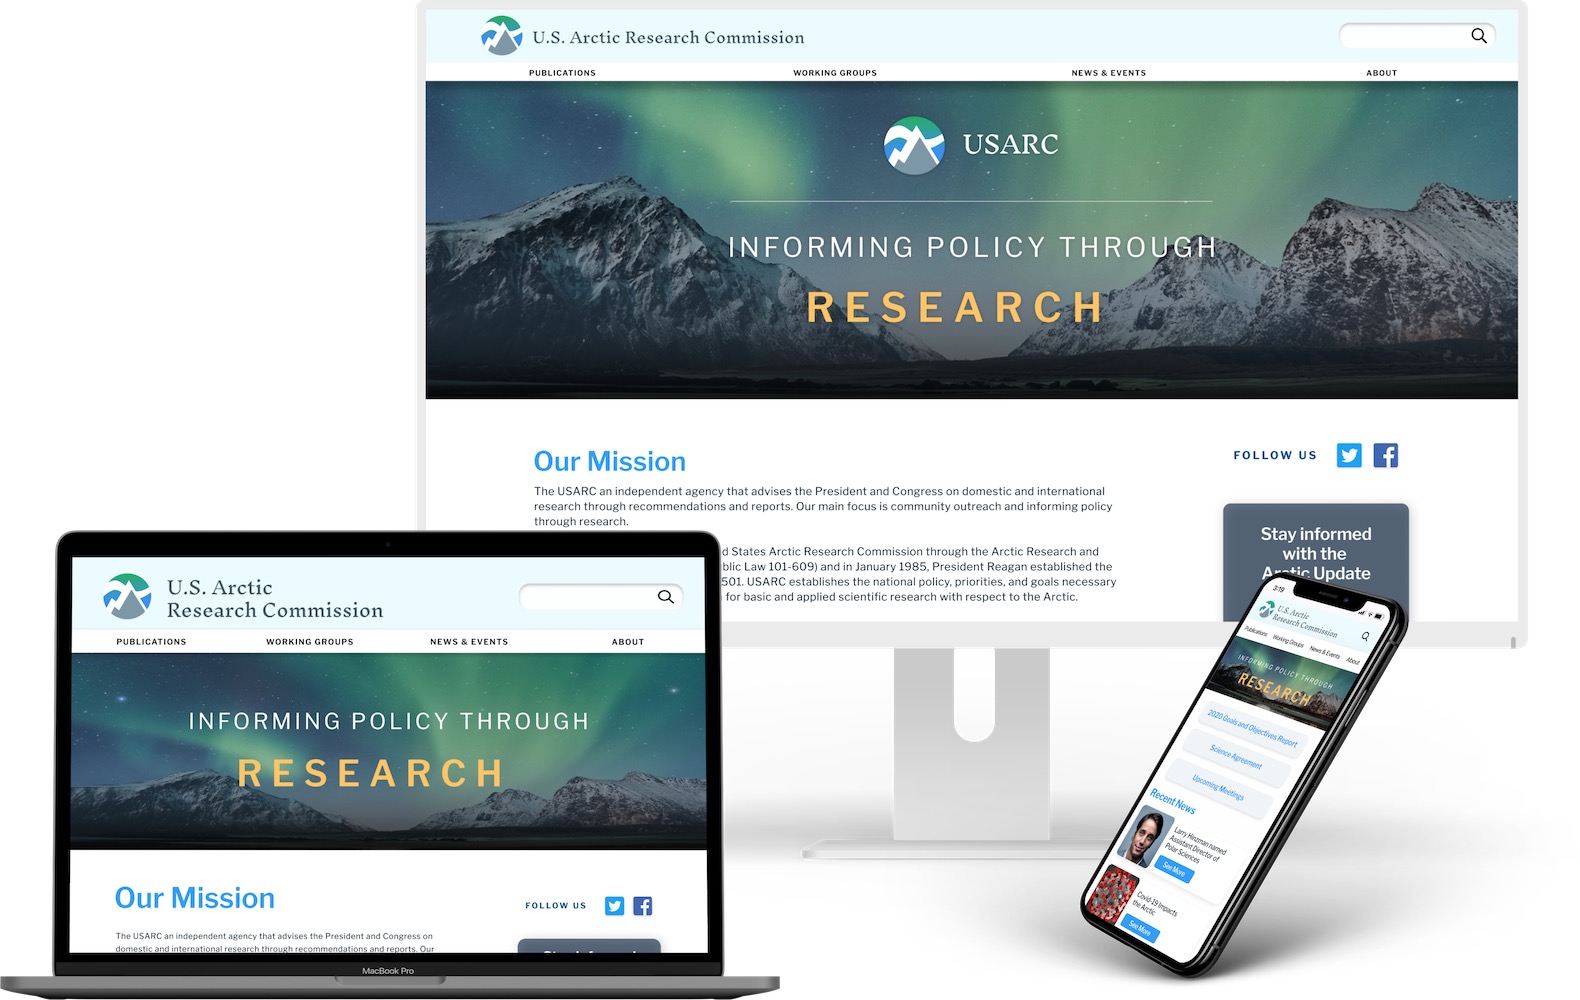 U.S. Arctic Research Commission
PUBLICATIONS
WORKING GROUPS
NEWS & EVENTS
ABOUT
USARC
INFORMING POLICY THROUGH
RESEARCH
Our Mission
The USARC an independent agency that advises the President and Congress on domestic and international
research through recommendations and reports. Our main focus is community outreach and informing policy
through research.
d States Arctic Research Commission through the Arctic Research and
blic Law 101-609) and in January 1985, President Reagan established the
501. USARC establishes the national policy, priorities, and goals necessary
for basic and applied scientific research with respect to the Arctic.
FOLLOW US
Stay informed
with the
Arctic Update
U.S. Arctic
Research Commission
PUBLICATIONS
WORKING GROUPS
NEWS & EVENTS
ABOUT
INFORMING POLICY THROUGH
RESEARCH
Our Mission
The USARC an independent agency that advises the President and Congress on
domestic and international research through recommendations and reports. Our
FOLLOW US
MacBook Pro
3:19
U.S. Arctic
Research Commission
Publications
Working Groups
News & Events
About
INFORMING POLICY THROUGH
RESEARCH
2020 Goals and Objectives Report
Science Agreement
Upcoming Meetings
Recent News
Larry Hinzman named
Assistant Director of
Polar Sciences
See More
Covid-19 Impacts
the Arctic
See More